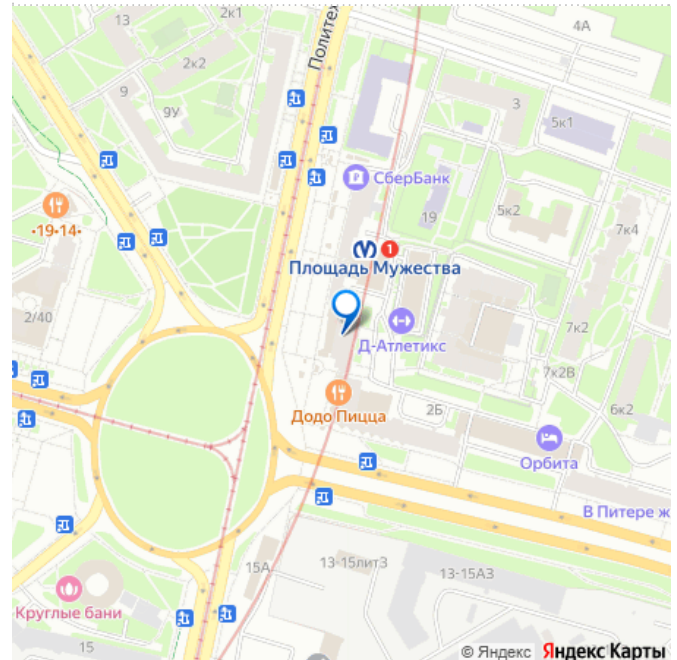 13
2к1
4А
Политех
2к2
9
9У
3
5к1
СберБанк
19
5к2
7к4
•19•14•
1
Площадь Мужества
2/40
Д-Атлетикс
7к2
7к2В
Додо Пицца
2Б
6к2
Орбита
В Питере ж
15А
13-15лит3
13-15А3
Круглые бани
15
© Яндекс Яндекс Карты